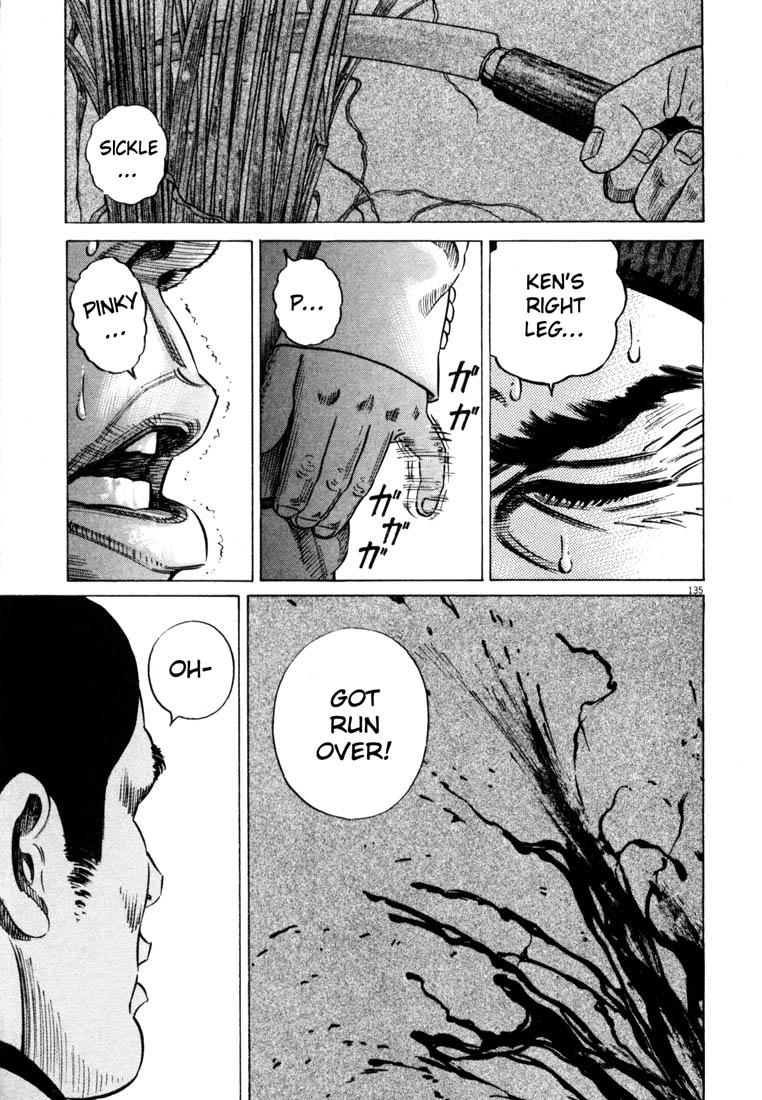 SICKLE
...
KEN'S
RIGHT
LEG...
P...
ガ
ガ
ガ
ガ
ガ
PINKY
...
135
GOT
RUN
OVER!
OH-